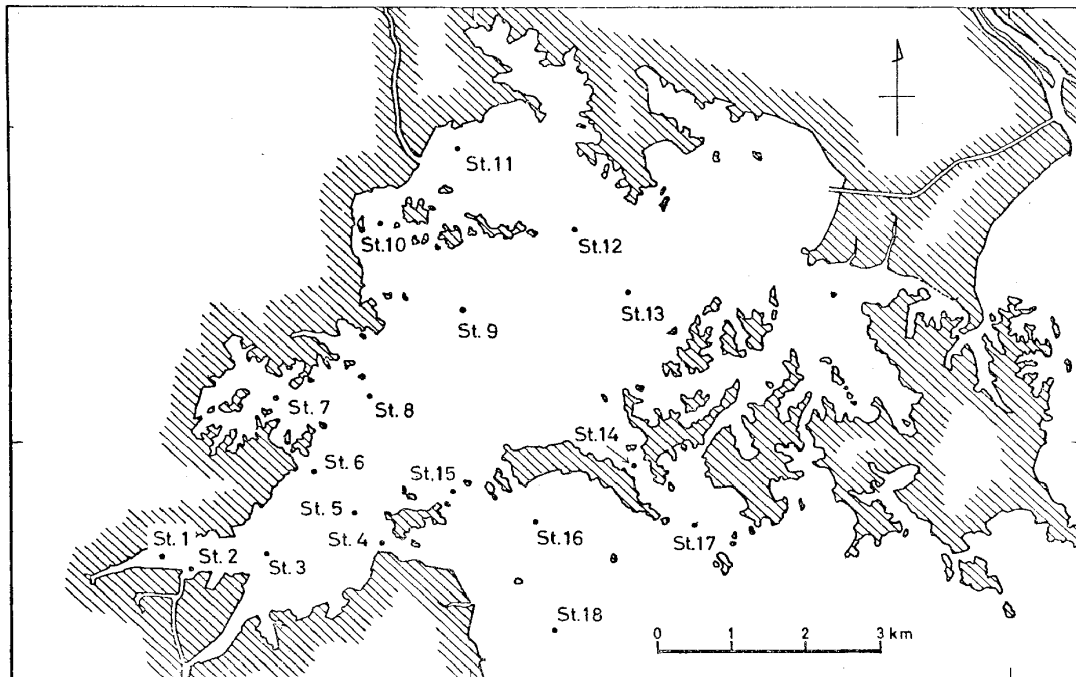 St.11
St.10
St.12
St. 9
St.13
St. 7
St. 8
St.14
St. 6
St.15
St. 5
St. 1
St. 2
St. 3
St. 4
St.16
St.17
St.18
0 1 2 3 km